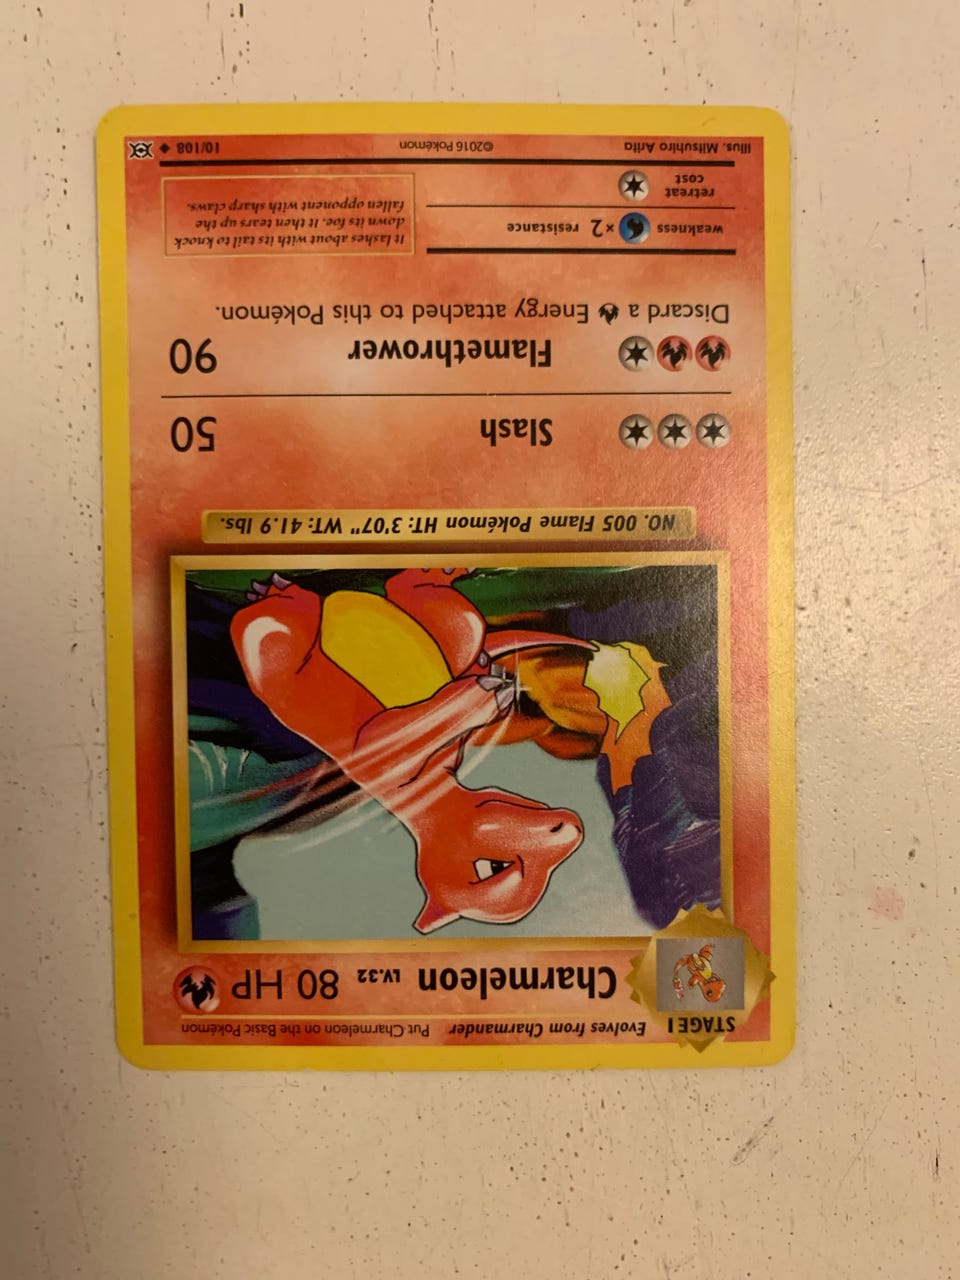 STAGE 1
Evolves from Charmander Put Charmeleon on the Basic Pokémon
Charmeleon LV.32 80 HP
NO. 005 Flame Pokémon HT: 3'07" WT: 41.9 lbs.
Slash 50
Flamethrower 90
Discard a Energy attached to this Pokémon.
weakness ×2 resistance
retreat
cost
It lashes about with its tail to knock
down its foe. It then tears up the
fallen opponent with sharp claws.
Illus. Mitsuhiro Arita ©2016 Pokémon 10/108